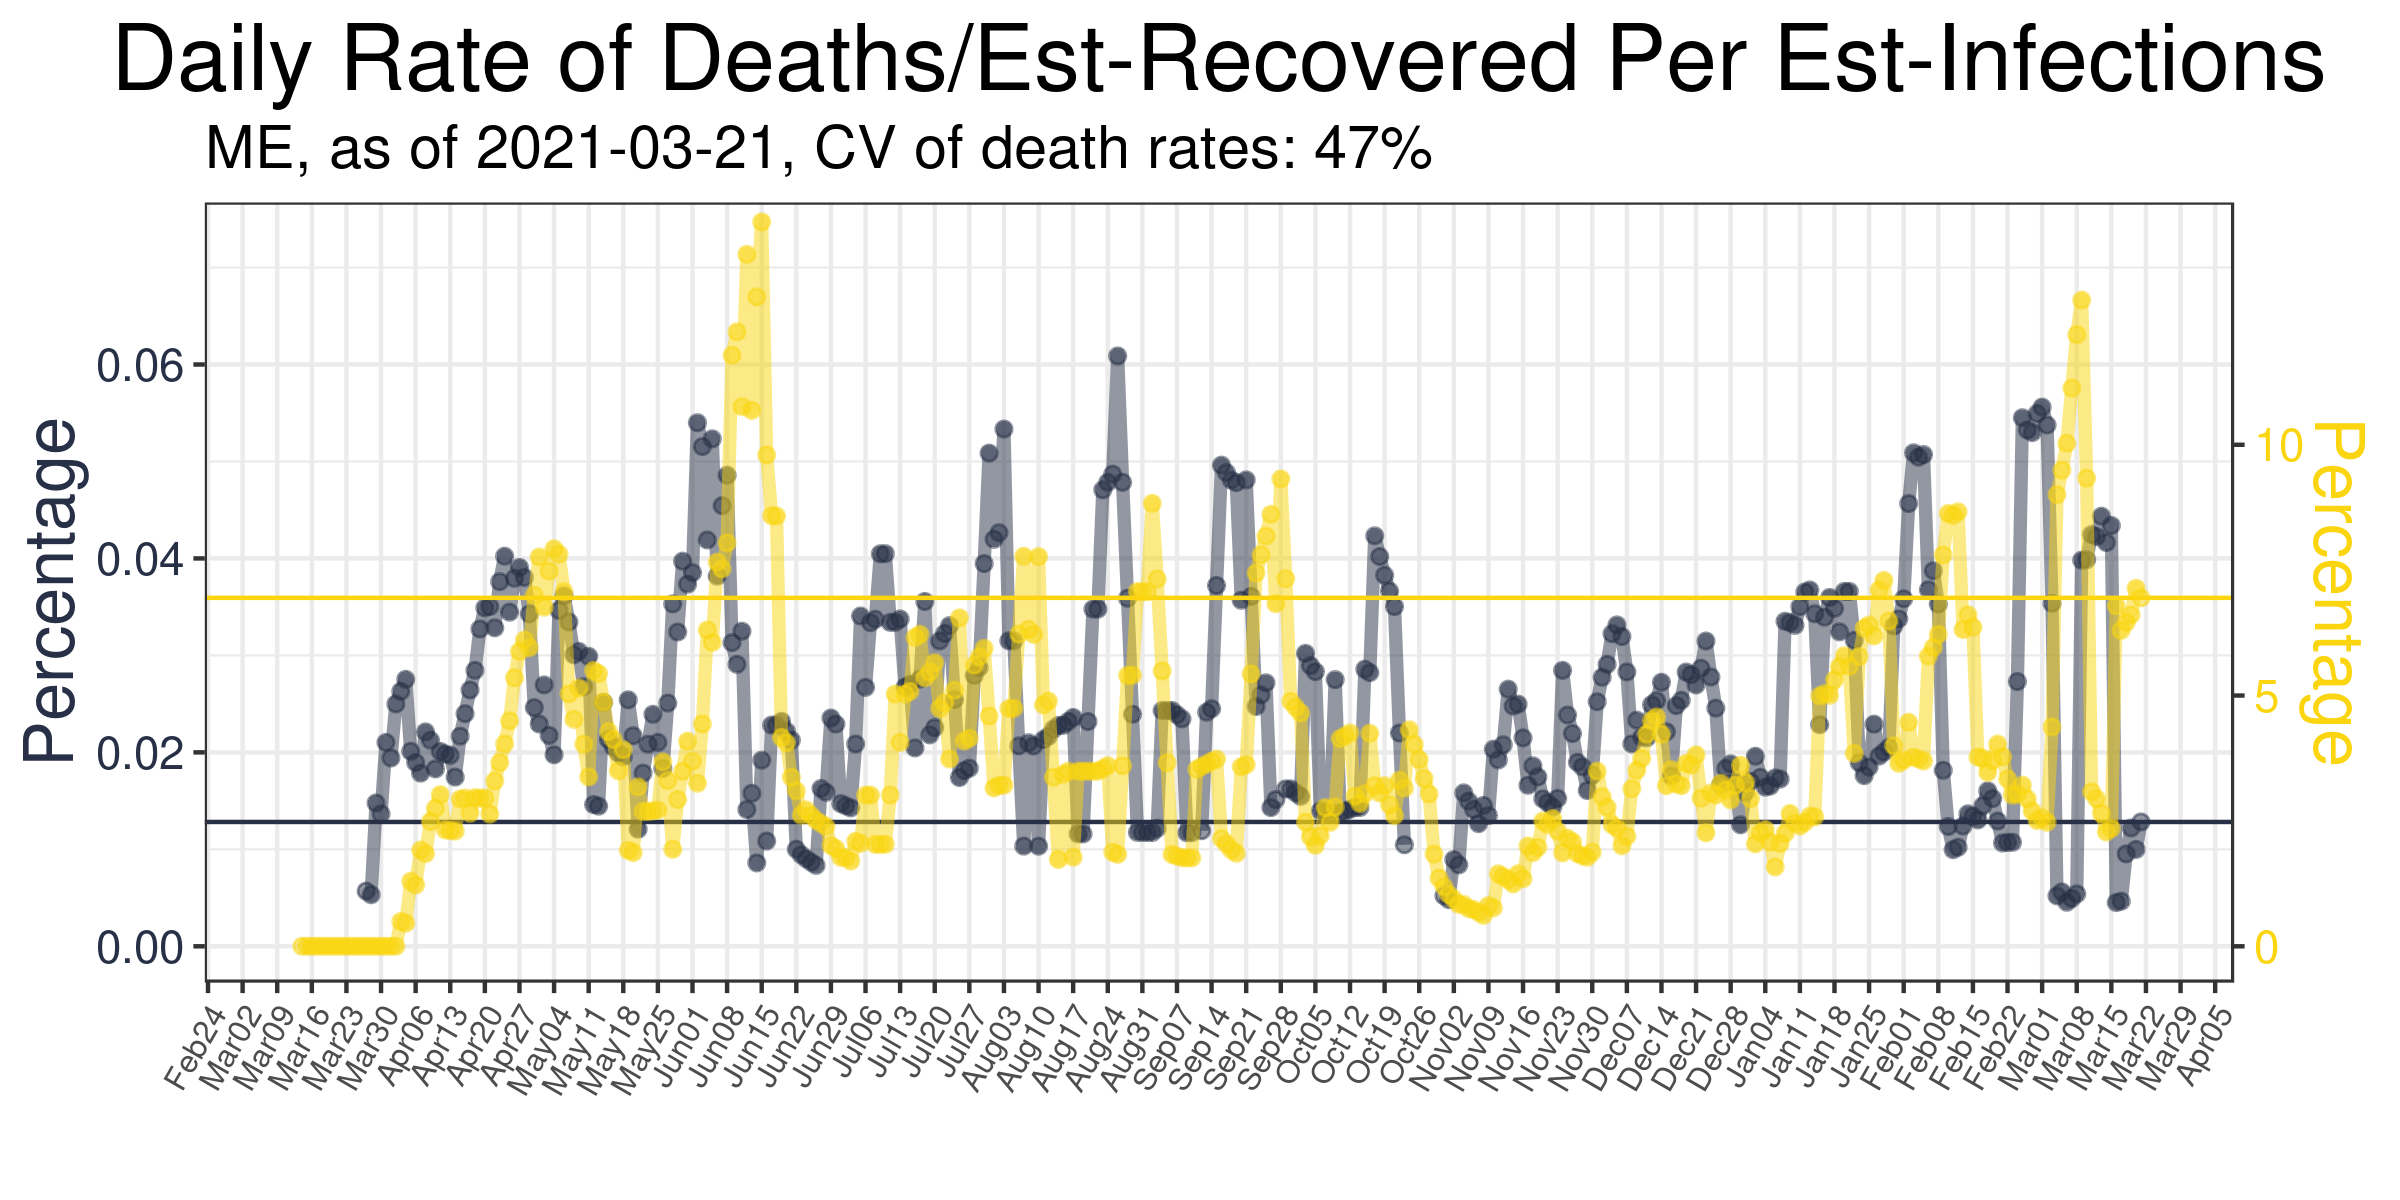 Daily Rate of Deaths/Est-Recovered Per Est-Infections
ME, as of 2021-03-21, CV of death rates: 47%
Percentage
0.06
0.04
0.02
0.00
10
5
0
Percentage
Feb24
Mar02
Mar09
Mar16
Mar23
Mar30
Apr06
Apr13
Apr20
Apr27
May04
May11
May18
May25
Jun01
Jun08
Jun15
Jun22
Jun29
Jul06
Jul13
Jul20
Jul27
Aug03
Aug10
Aug17
Aug24
Aug31
Sep07
Sep14
Sep21
Sep28
Oct05
Oct12
Oct19
Oct26
Nov02
Nov09
Nov16
Nov23
Nov30
Dec07
Dec14
Dec21
Dec28
Jan04
Jan11
Jan18
Jan25
Feb01
Feb08
Feb15
Feb22
Mar01
Mar08
Mar15
Mar22
Mar29
Apr05